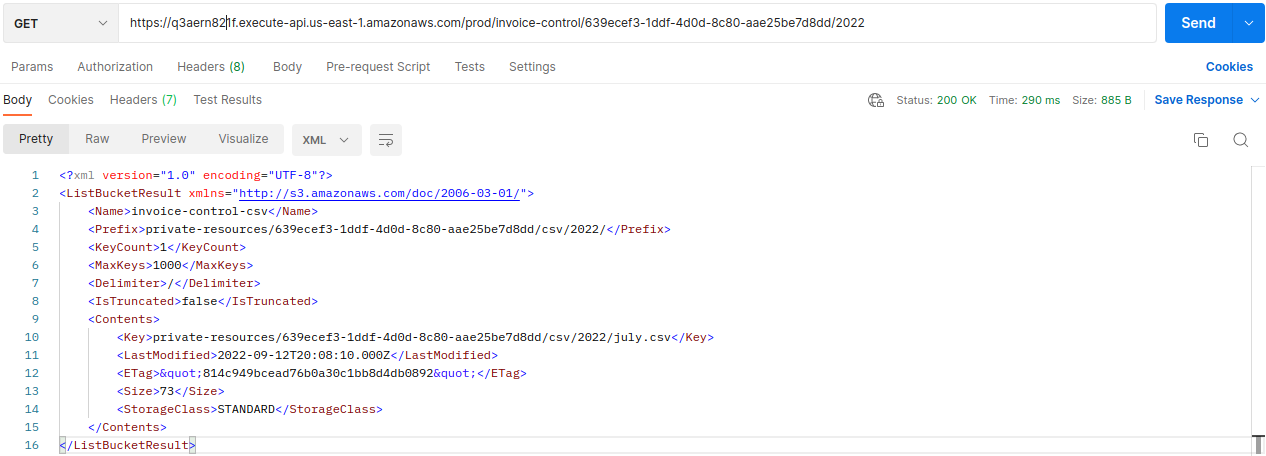 GET https://q3aern821f.execute-api.us-east-1.amazonaws.com/prod/invoice-control/639ecef3-1ddf-4d0d-8c80-aae25be7d8dd/2022 Send
Params Authorization Headers (8) Body Pre-request Script Tests Settings Cookies
Body Cookies Headers (7) Test Results Status: 200 OK Time: 290 ms Size: 885 B Save Response
Pretty Raw Preview Visualize XML
1 <?xml version="1.0" encoding="UTF-8"?>
2 <ListBucketResult xmlns="http://s3.amazonaws.com/doc/2006-03-01/">
3 <Name>invoice-control-csv</Name>
4 <Prefix>private-resources/639ecef3-1ddf-4d0d-8c80-aae25be7d8dd/csv/2022/</Prefix>
5 <KeyCount>1</KeyCount>
6 <MaxKeys>1000</MaxKeys>
7 <Delimiter>/</Delimiter>
8 <IsTruncated>false</IsTruncated>
9 <Contents>
10 <Key>private-resources/639ecef3-1ddf-4d0d-8c80-aae25be7d8dd/csv/2022/july.csv</Key>
11 <LastModified>2022-09-12T20:08:10.000Z</LastModified>
12 <ETag>&quot;814c949bcead76b0a30c1bb8d4db0892&quot;</ETag>
13 <Size>73</Size>
14 <StorageClass>STANDARD</StorageClass>
15 </Contents>
16 </ListBucketResult>